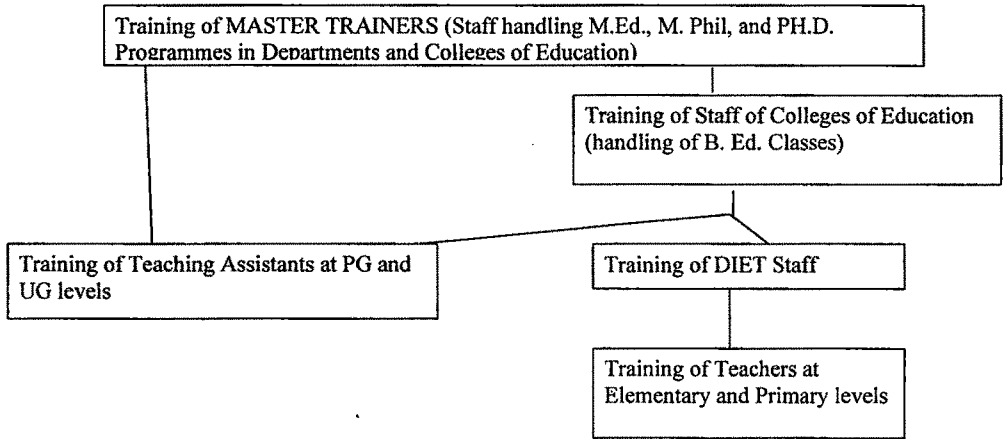 Training of MASTER TRAINERS (Staff handling M.Ed., M. Phil, and PH.D.
Programmes in Departments and Colleges of Education)
Training of Staff of Colleges of Education
(handling of B. Ed. Classes)
Training of Teaching Assistants at PG and
UG levels
Training of DIET Staff
Training of Teachers at
Elementary and Primary levels